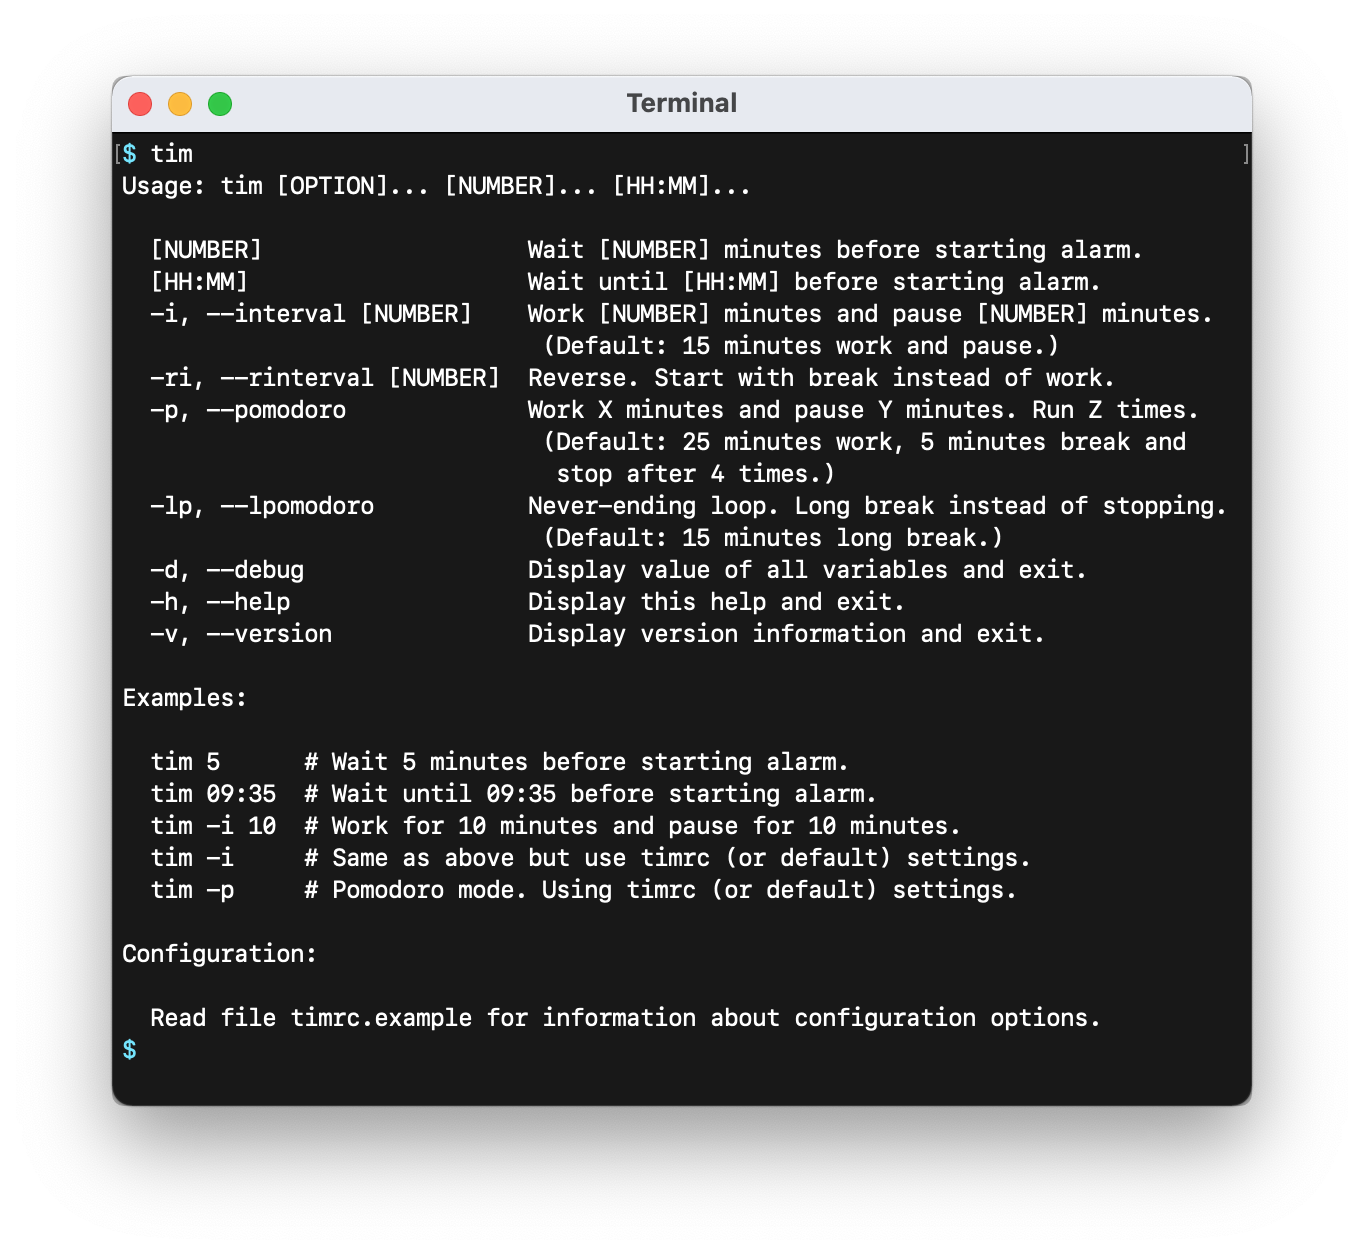 Terminal
[$ tim ]
Usage: tim [OPTION]... [NUMBER]... [HH:MM]...
[NUMBER] Wait [NUMBER] minutes before starting alarm.
[HH:MM] Wait until [HH:MM] before starting alarm.
-i, --interval [NUMBER] Work [NUMBER] minutes and pause [NUMBER] minutes.
(Default: 15 minutes work and pause.)
-ri, --rinterval [NUMBER] Reverse. Start with break instead of work.
-p, --pomodoro Work X minutes and pause Y minutes. Run Z times.
(Default: 25 minutes work, 5 minutes break and
stop after 4 times.)
-lp, --lpomodoro Never-ending loop. Long break instead of stopping.
(Default: 15 minutes long break.)
-d, --debug Display value of all variables and exit.
-h, --help Display this help and exit.
-v, --version Display version information and exit.
Examples:
tim 5 # Wait 5 minutes before starting alarm.
tim 09:35 # Wait until 09:35 before starting alarm.
tim -i 10 # Work for 10 minutes and pause for 10 minutes.
tim -i # Same as above but use timrc (or default) settings.
tim -p # Pomodoro mode. Using timrc (or default) settings.
Configuration:
Read file timrc.example for information about configuration options.
$